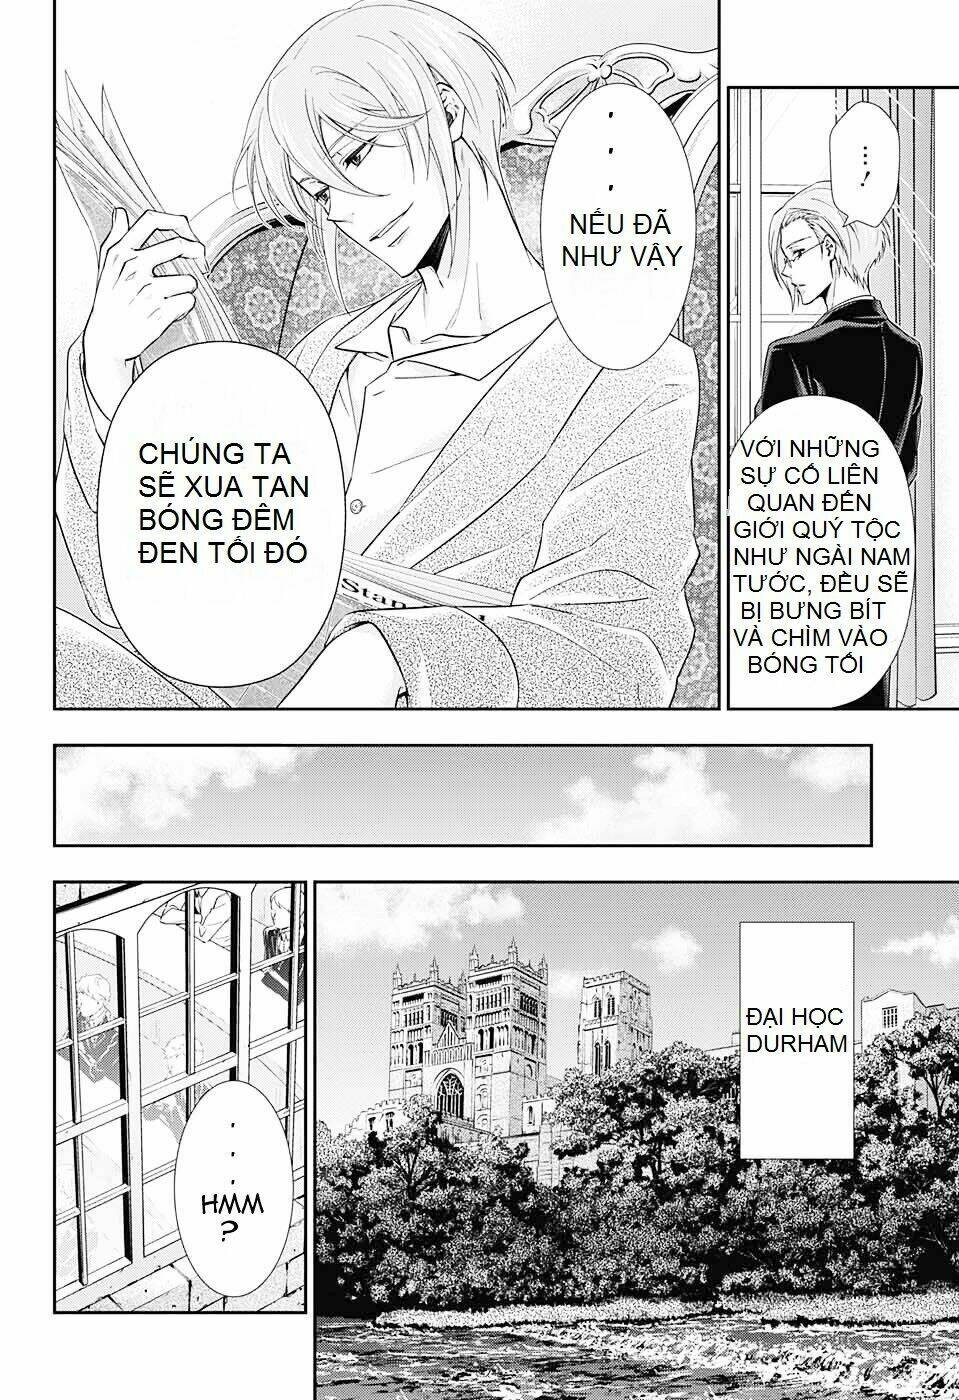 ....!
VỚI NHỮNG
SỰ CỐ LIÊN
QUAN ĐẾN
GIỚI QUÝ TỘC
NHƯ NGÀI NAM
TƯỚC, ĐỀU SẼ
BỊ BƯNG BÍT
VÀ CHÌM VÀO
BÓNG TỐI
. . . .
NẾU ĐÃ
NHƯ VẬY
CHÚNG TA
SẼ XUA TAN
BÓNG ĐÊM
ĐEN TỐI ĐÓ
Stan
ĐẠI HỌC
DURHAM
. . .
HMM
?